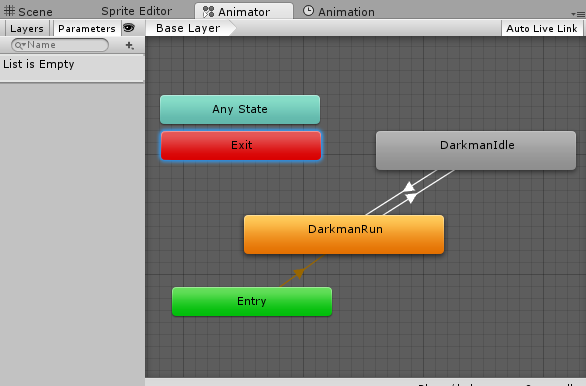 Scene
Sprite Editor
Animator
Animation
Layers
Parameters
Base Layer
Auto Live Link
Name
List is Empty
Any State
Exit
DarkmanIdle
DarkmanRun
Entry